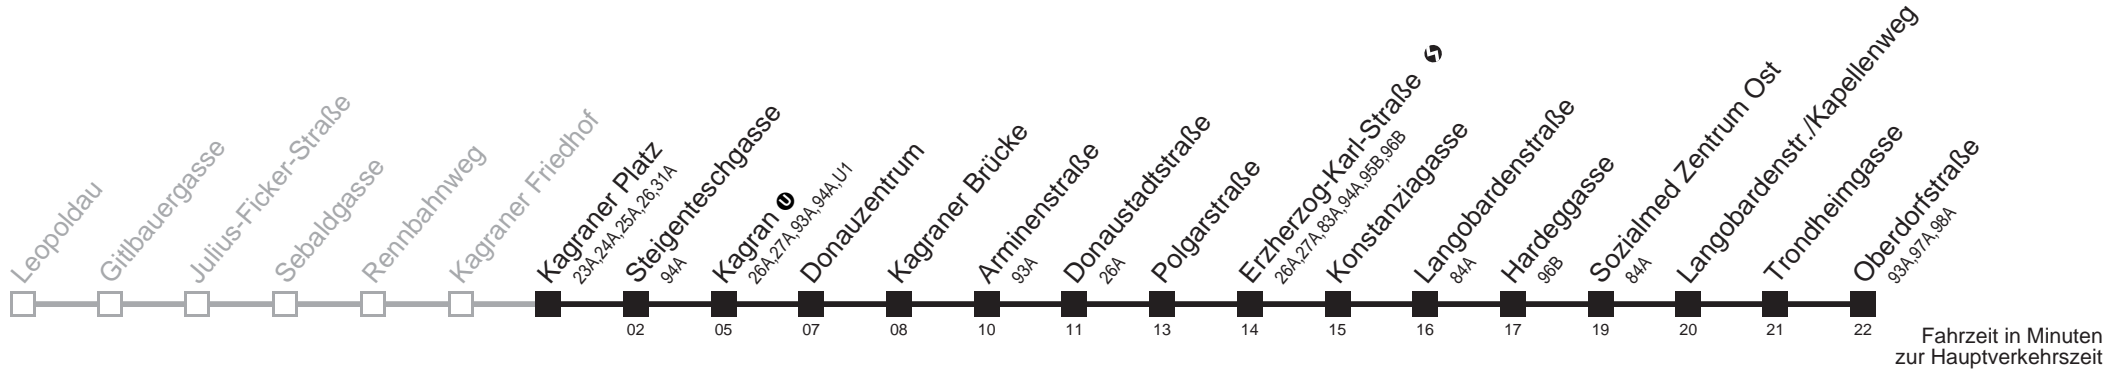 Leopoldau
Gitlbauergasse
Julius-Ficker-Straße
Sebaldgasse
Rennbahnweg
Kagraner Friedhof
Kagraner Platz
23A,24A,25A,26,31A
Steigenteschgasse
94A
Kagran U
26A,27A,93A,94A,U1
Donauzentrum
Kagraner Brücke
Arminenstraße
93A
Donaustadtstraße
26A
Polgarstraße
Erzherzog-Karl-Straße
26A,27A,83A,94A,95B,96B
Konstanziagasse
Langobardenstraße
84A
Hardeggasse
96B
Sozialmed Zentrum Ost
84A
Langobardenstr./Kapellenweg
Trondheimgasse
Oberdorfstraße
93A,97A,98A
02 05 07 08 10 11 13 14 15 16 17 19 20 21 22
Fahrzeit in Minuten
zur Hauptverkehrszeit